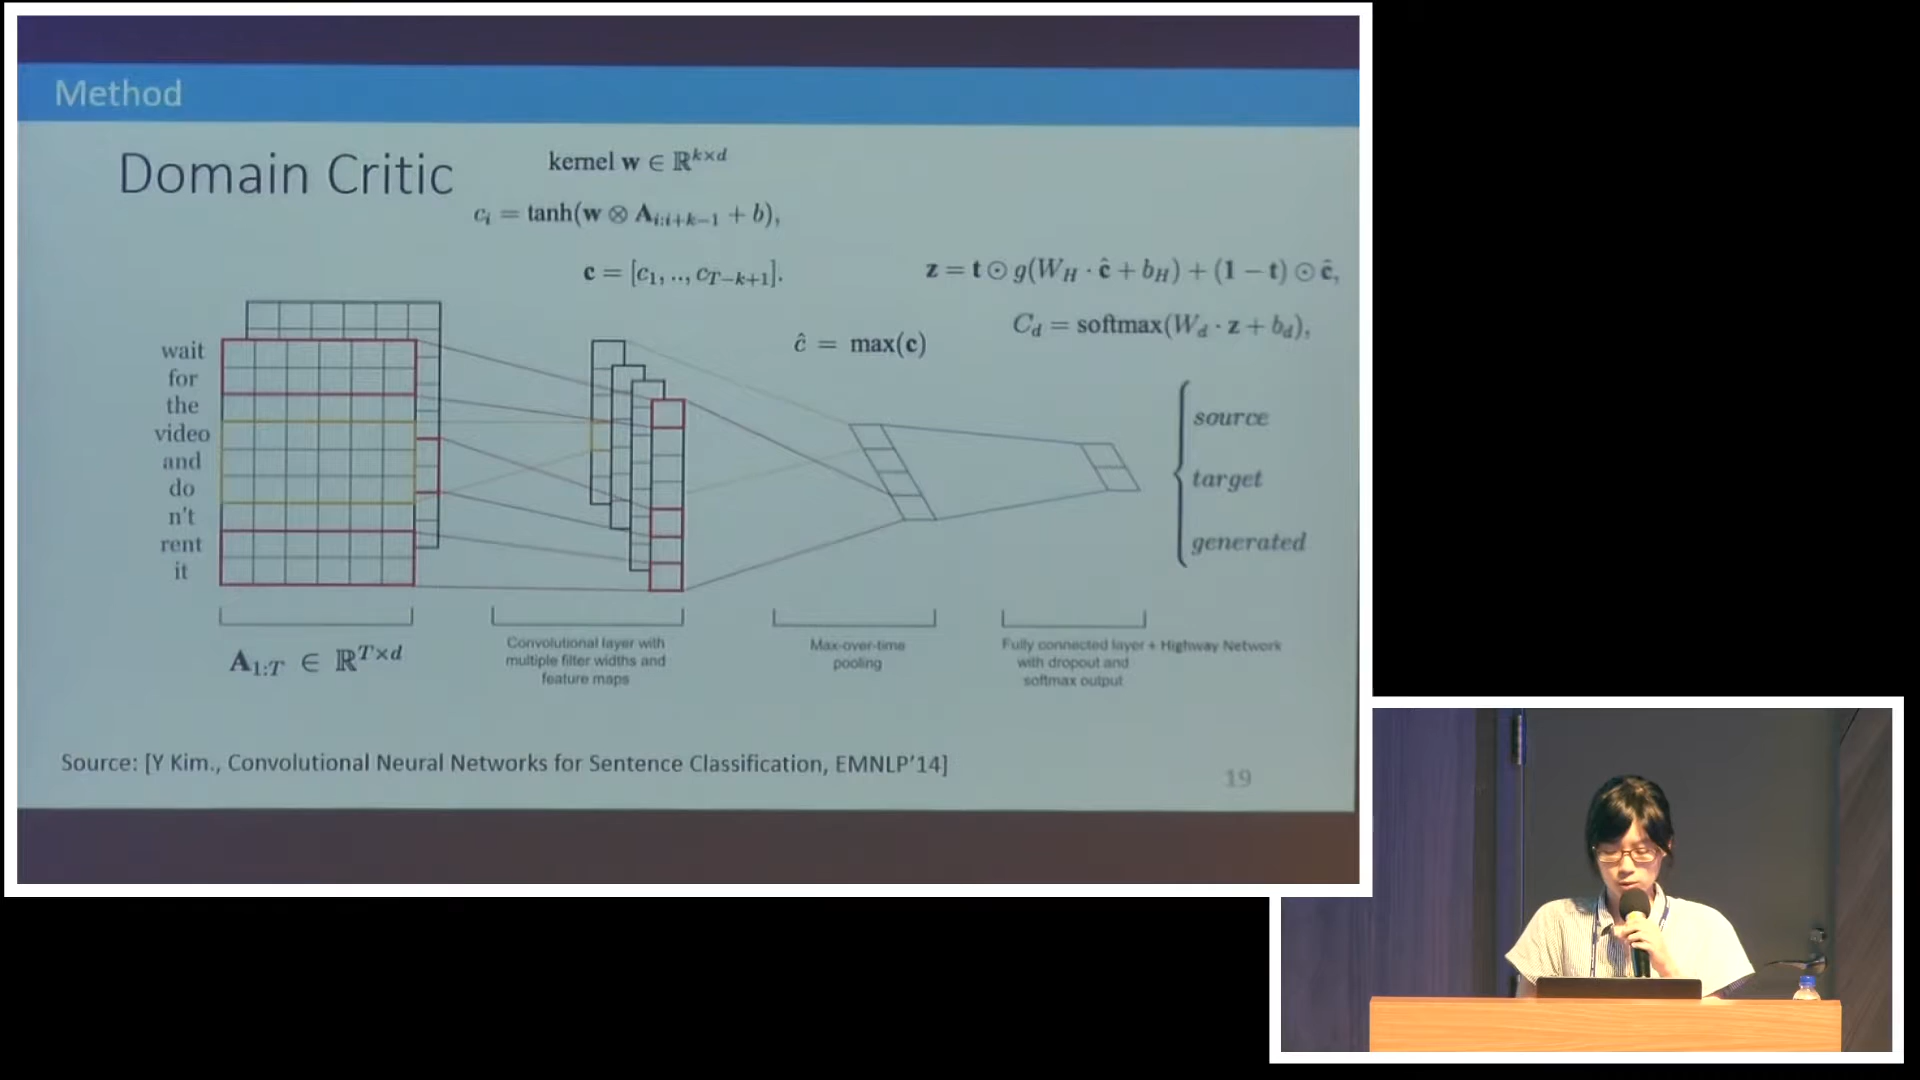 Method
Domain Critic
kernel w ∈ ℝ^{k×d}
c_i = tanh(w ⊗ A_{i:i+k−1} + b),
c = [c_1, .., c_{T−k+1}].
z = t ⊙ g(W_H · ĉ + b_H) + (1 − t) ⊙ ĉ,
C_d = softmax(W_d · z + b_d),
ĉ = max(c)
wait
for
the
video
and
do
n't
rent
it
source
target
generated
A_{1:T} ∈ ℝ^{T×d}
Convolutional layer with
multiple filter widths and
feature maps
Max-over-time
pooling
Fully connected layer + Highway Network
with dropout and
softmax output
Source: [Y Kim., Convolutional Neural Networks for Sentence Classification, EMNLP'14]
19